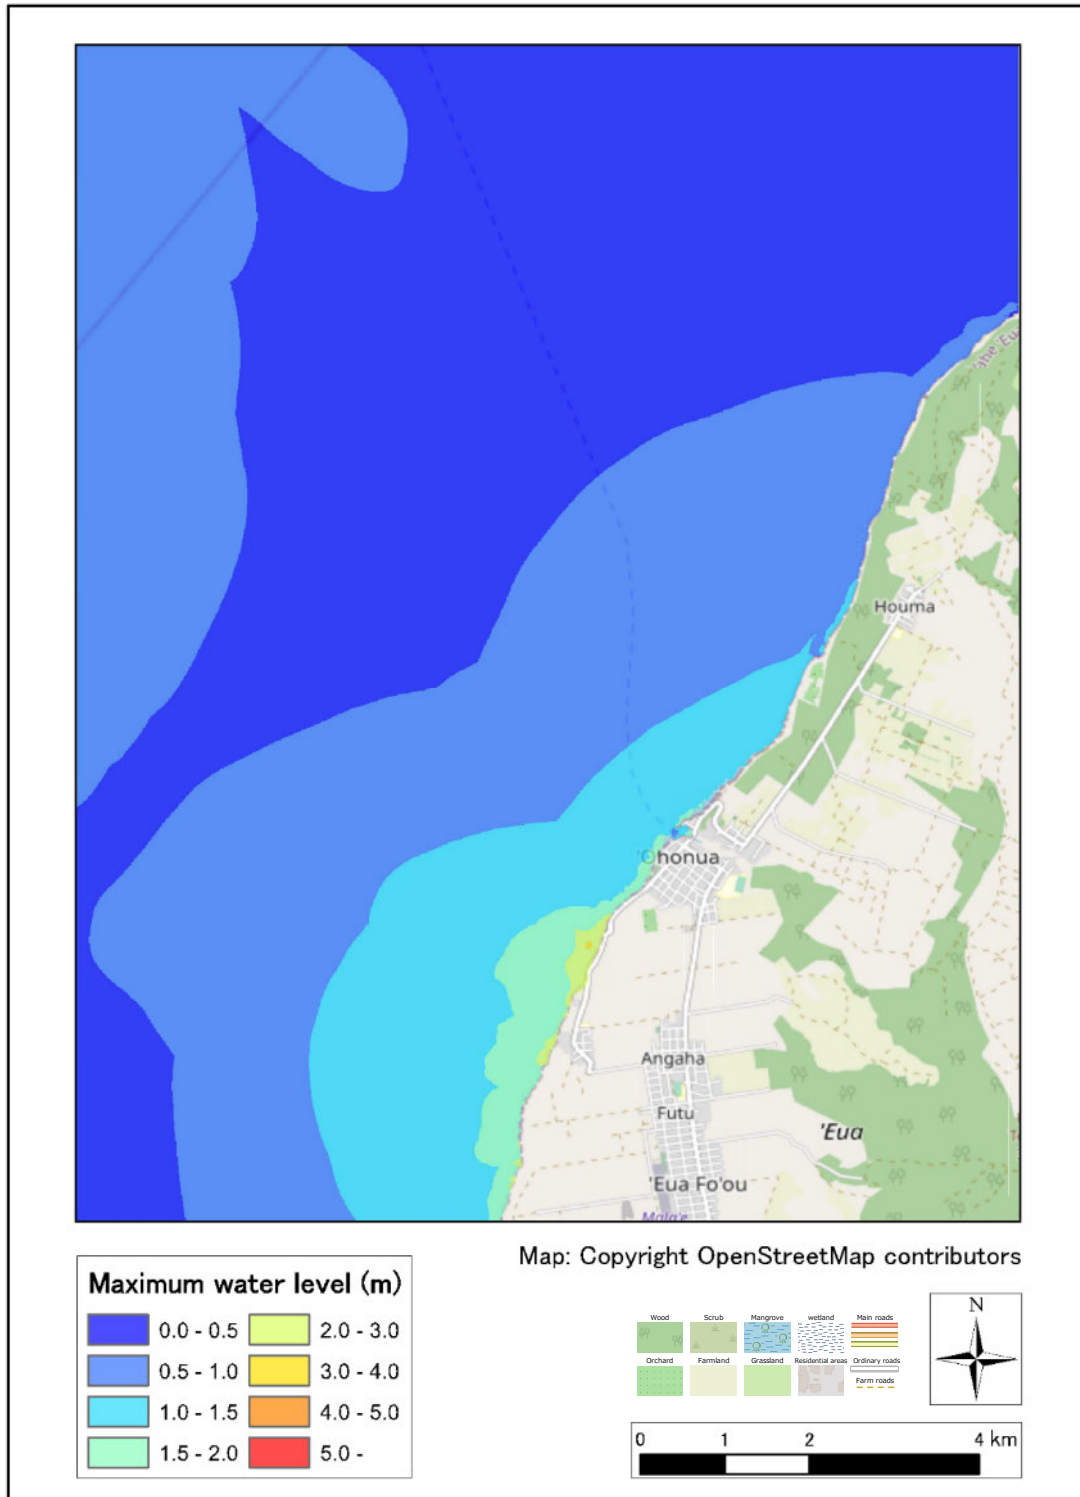 Houma
'Ohonua
Angaha
Futu
'Eua
'Eua Fo'ou
Map: Copyright OpenStreetMap contributors
Maximum water level (m)
0.0 - 0.5
2.0 - 3.0
0.5 - 1.0
3.0 - 4.0
1.0 - 1.5
4.0 - 5.0
1.5 - 2.0
5.0 -
Wood Scrub Mangrove wetland Main roads
Orchard Farmland Grassland Residential areas Ordinary roads
Farm roads
N
0 1 2 4 km